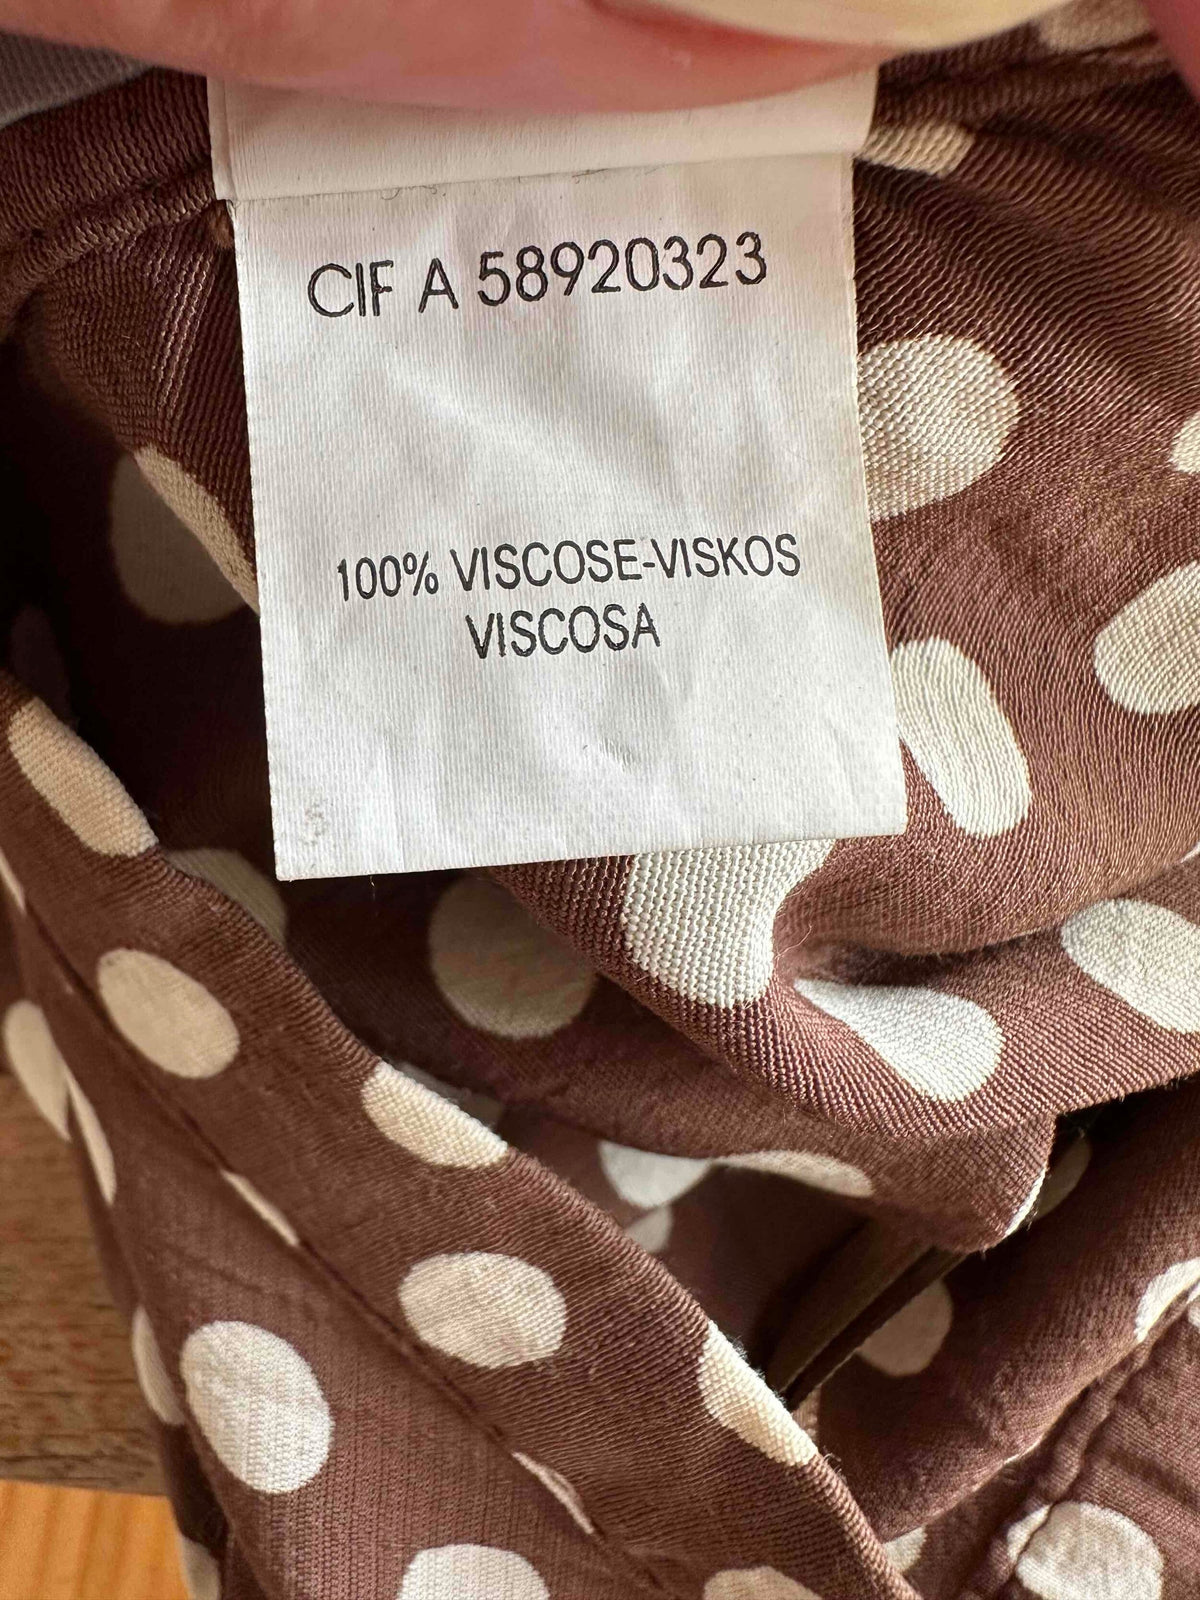 CIF A 58920323
100% VISCOSE-VISKOS
VISCOSA